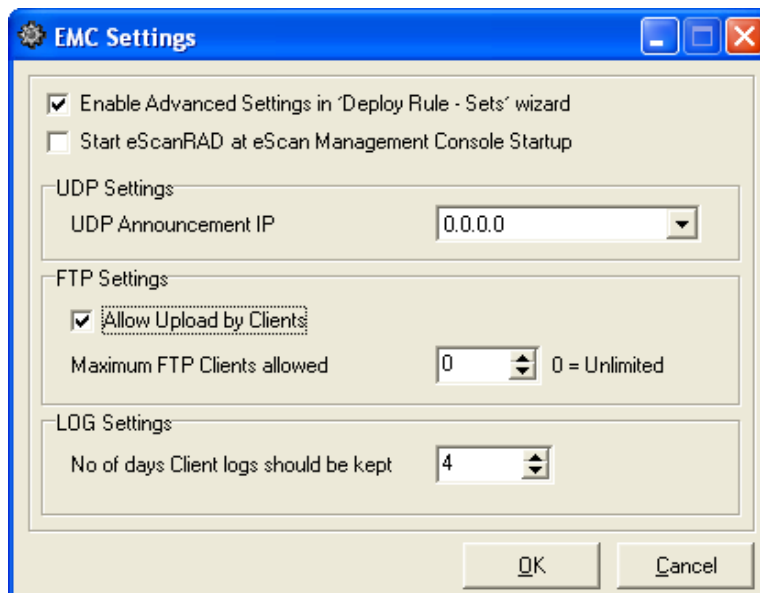 EMC Settings
Enable Advanced Settings in 'Deploy Rule - Sets' wizard
Start eScanRAD at eScan Management Console Startup
UDP Settings
UDP Announcement IP 0.0.0.0
FTP Settings
Allow Upload by Clients
Maximum FTP Clients allowed 0 0 = Unlimited
LOG Settings
No of days Client logs should be kept 4
OK Cancel